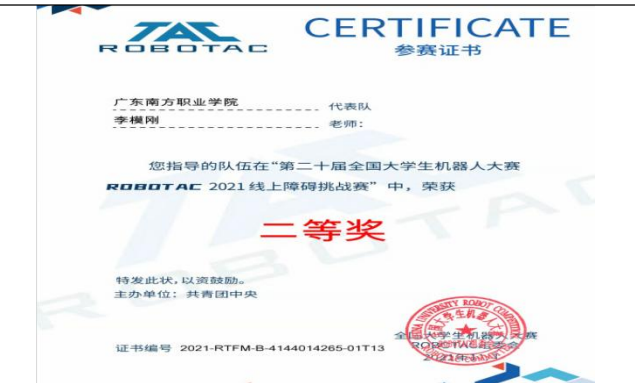 TAC
ROBOTAC
CERTIFICATE
参赛证书
广东南方职业学院 代表队
李模刚 老师:
您指导的队伍在“第二十届全国大学生机器人大赛
ROBOTAC 2021 线上障碍挑战赛”中，荣获
二等奖
特发此状，以资鼓励。
主办单位：共青团中央
全国大学生机器人大赛
ROBOTAC组委会
证书编号 2021-RTFM-B-4144014265-01T13